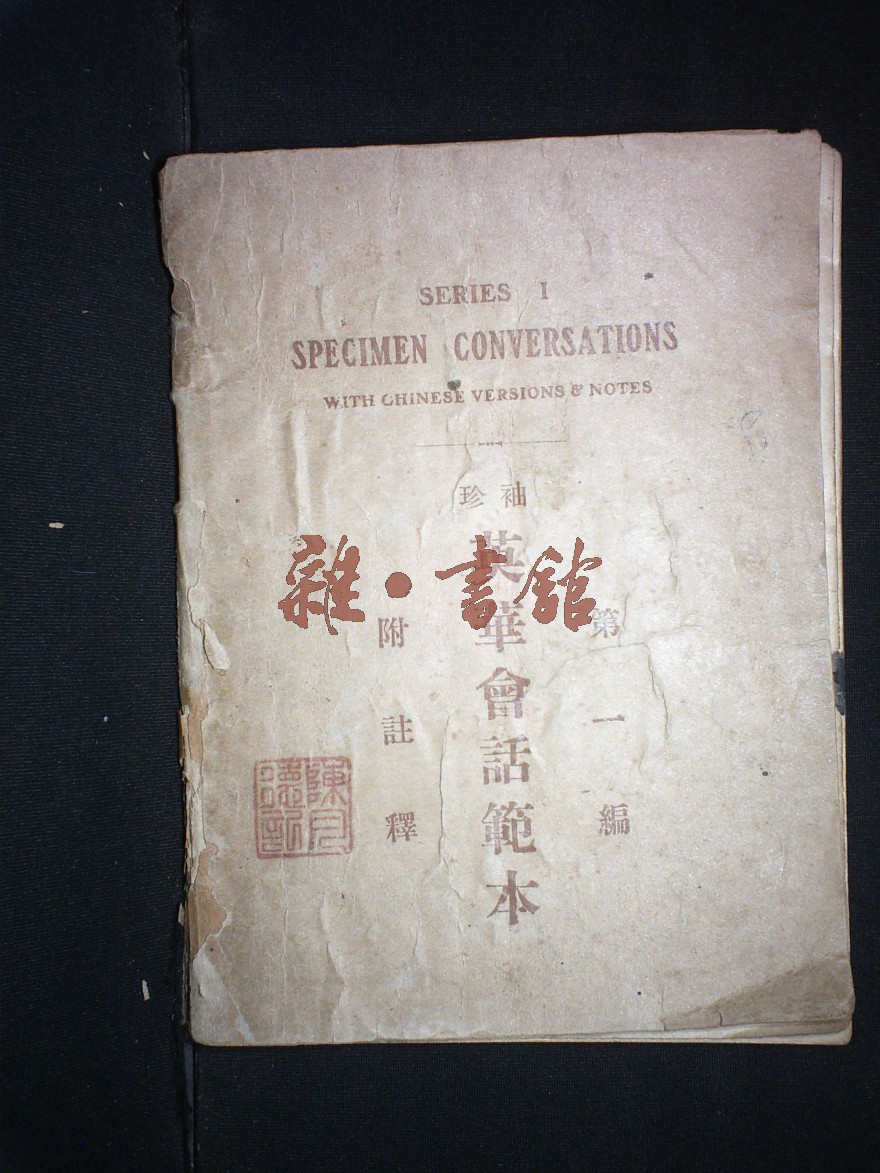 SERIES I
SPECIMEN CONVERSATIONS
WITH CHINESE VERSIONS & NOTES
袖珍
第一編
英華會話範本
附註釋
雜·書館